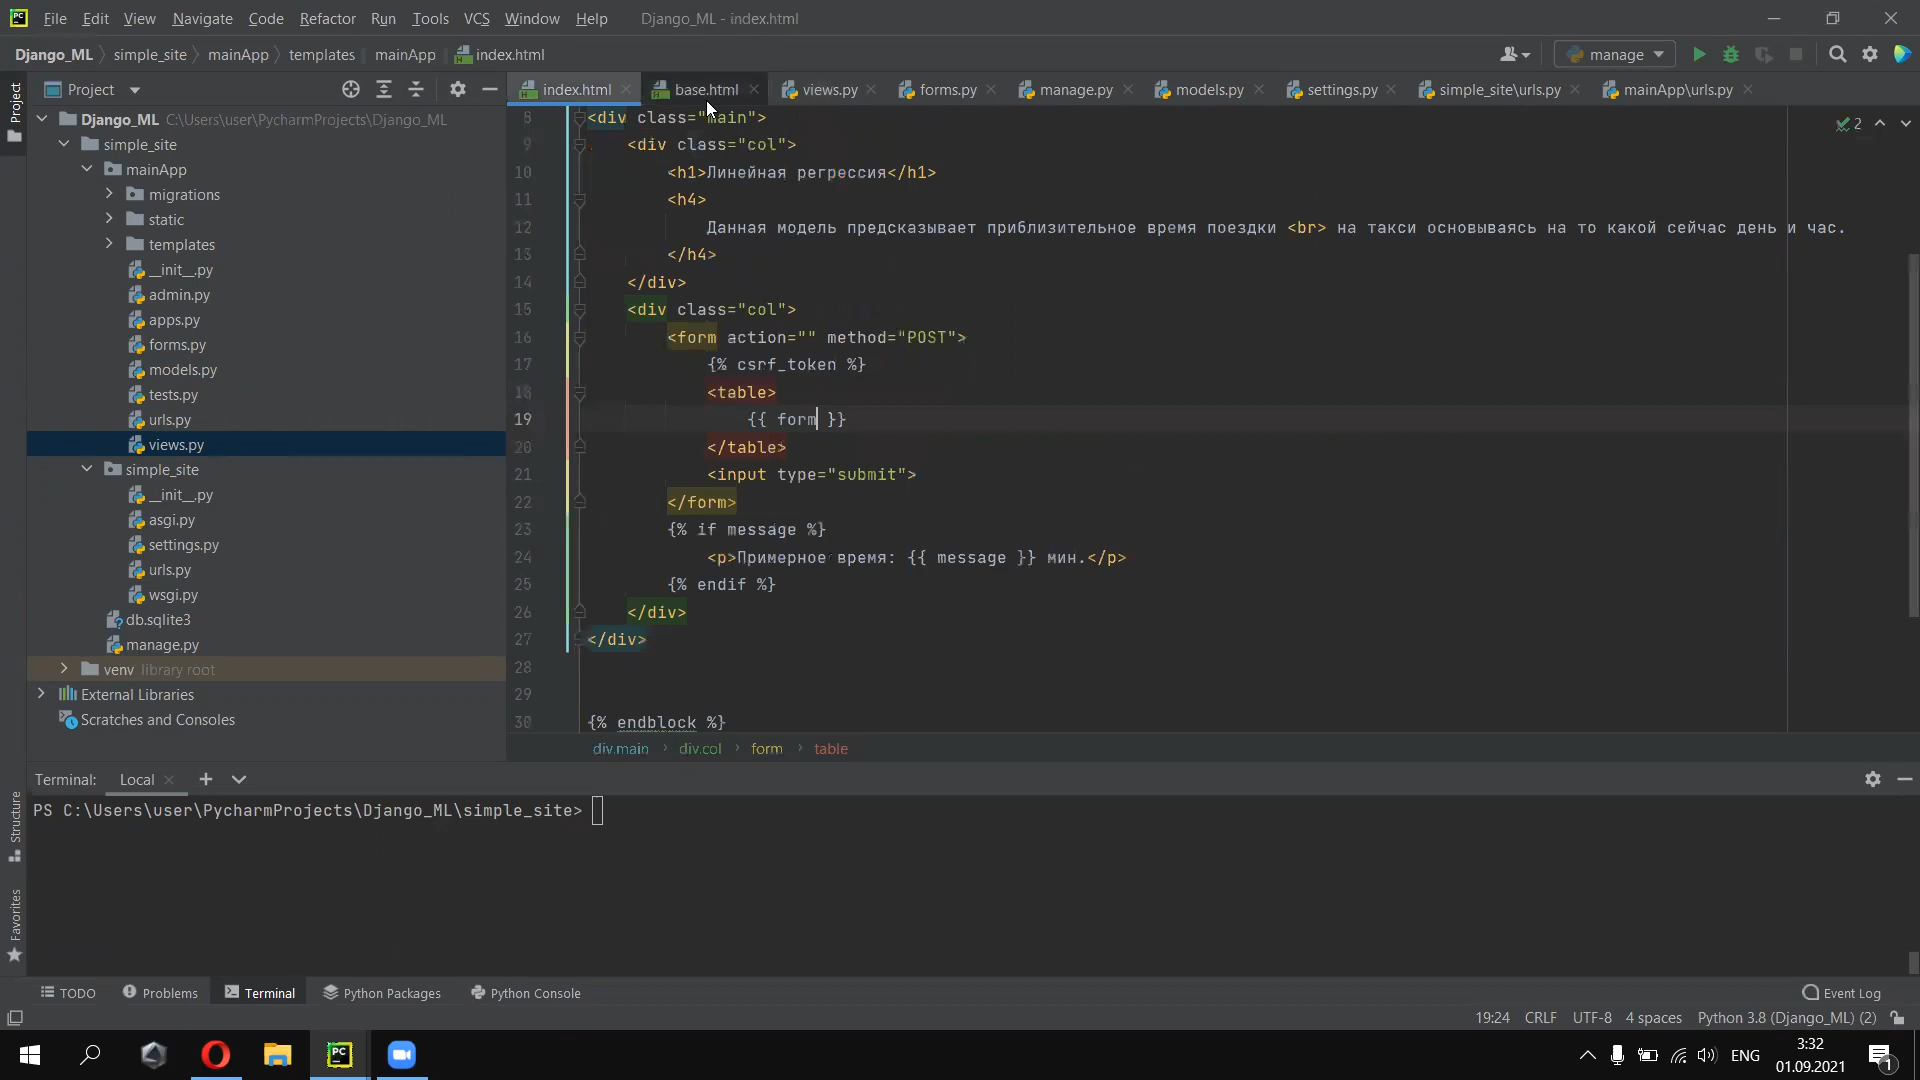 File Edit View Navigate Code Refactor Run Tools VCS Window Help Django_ML - index.html
Django_ML simple_site mainApp templates mainApp index.html manage
Project index.html base.html views.py forms.py manage.py models.py settings.py simple_site\urls.py mainApp\urls.py
Project
Django_ML C:\Users\user\PycharmProjects\Django_ML
simple_site
mainApp
migrations
static
templates
__init__.py
admin.py
apps.py
forms.py
models.py
tests.py
urls.py
views.py
simple_site
__init__.py
asgi.py
settings.py
urls.py
wsgi.py
db.sqlite3
manage.py
venv library root
External Libraries
Scratches and Consoles
2
8 <div class="main">
9 <div class="col">
10 <h1>Линейная регрессия</h1>
11 <h4>
12 Данная модель предсказывает приблизительное время поездки <br> на такси основываясь на то какой сейчас день и час.
13 </h4>
14 </div>
15 <div class="col">
16 <form action="" method="POST">
17 {% csrf_token %}
18 <table>
19 {{ form }}
20 </table>
21 <input type="submit">
22 </form>
23 {% if message %}
24 <p>Примерное время: {{ message }} мин.</p>
25 {% endif %}
26 </div>
27 </div>
28
29
30 {% endblock %}
div.main div.col form table
Structure
Favorites
Terminal: Local
PS C:\Users\user\PycharmProjects\Django_ML\simple_site>
TODO Problems Terminal Python Packages Python Console Event Log
19:24 CRLF UTF-8 4 spaces Python 3.8 (Django_ML) (2)
PC
ENG
3:32
01.09.2021
1